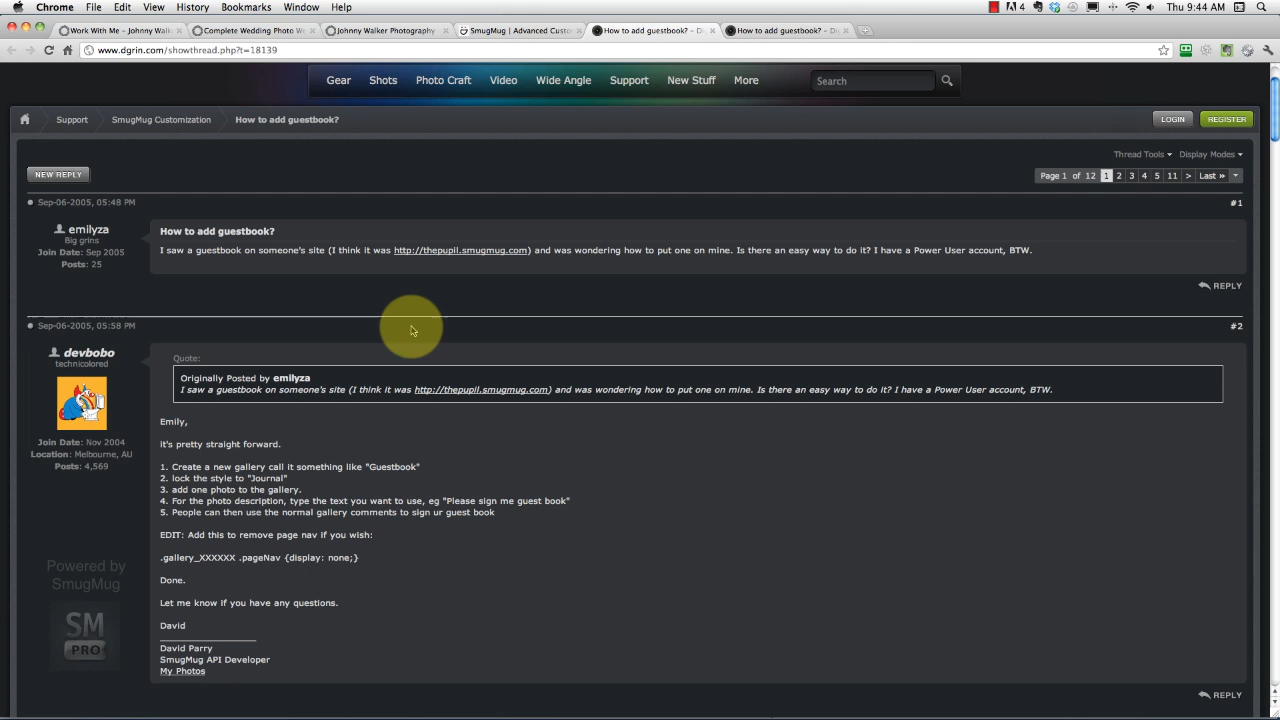 Chrome File Edit View History Bookmarks Window Help 4 Thu 9:44 AM
Work With Me – Johnny Walk Complete Wedding Photo W Johnny Walker Photography SmugMug | Advanced Custo How to add guestbook? – Di How to add guestbook? – Di
www.dgrin.com/showthread.php?t=18139
Gear Shots Photo Craft Video Wide Angle Support New Stuff More Search
Support SmugMug Customization How to add guestbook? LOGIN REGISTER
Thread Tools Display Modes
NEW REPLY Page 1 of 12 1 2 3 4 5 11 > Last »
Sep-06-2005, 05:48 PM #1
emilyza
Big grins
Join Date: Sep 2005
Posts: 25
How to add guestbook?
I saw a guestbook on someone's site (I think it was http://thepupil.smugmug.com) and was wondering how to put one on mine. Is there an easy way to do it? I have a Power User account, BTW.
REPLY
Sep-06-2005, 05:58 PM #2
devbobo
technicolored
Join Date: Nov 2004
Location: Melbourne, AU
Posts: 4,569
Powered by
SmugMug
SM
PRO
Quote:
Originally Posted by emilyza
I saw a guestbook on someone's site (I think it was http://thepupil.smugmug.com) and was wondering how to put one on mine. Is there an easy way to do it? I have a Power User account, BTW.
Emily,
it's pretty straight forward.
1. Create a new gallery call it something like "Guestbook"
2. lock the style to "Journal"
3. add one photo to the gallery.
4. For the photo description, type the text you want to use, eg "Please sign me guest book"
5. People can then use the normal gallery comments to sign ur guest book
EDIT: Add this to remove page nav if you wish:
.gallery_XXXXXX .pageNav {display: none;}
Done.
Let me know if you have any questions.
David
David Parry
SmugMug API Developer
My Photos
REPLY